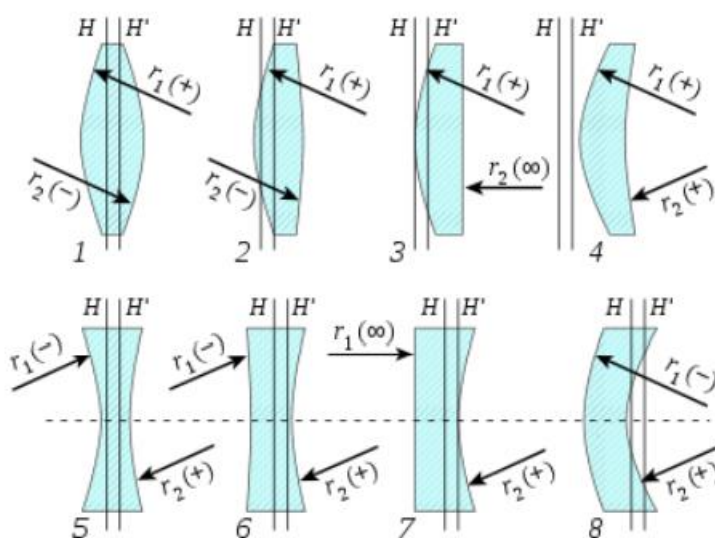 H H' H H' H H' H H'
r₁(+) r₁(+) r₁(+) r₁(+)
r₂(−) r₂(−) r₂(∞) r₂(+)
1 2 3 4
H H' H H' H H' H H'
r₁(−) r₁(−) r₁(∞) r₁(−)
r₂(+) r₂(+) r₂(+) r₂(+)
5 6 7 8